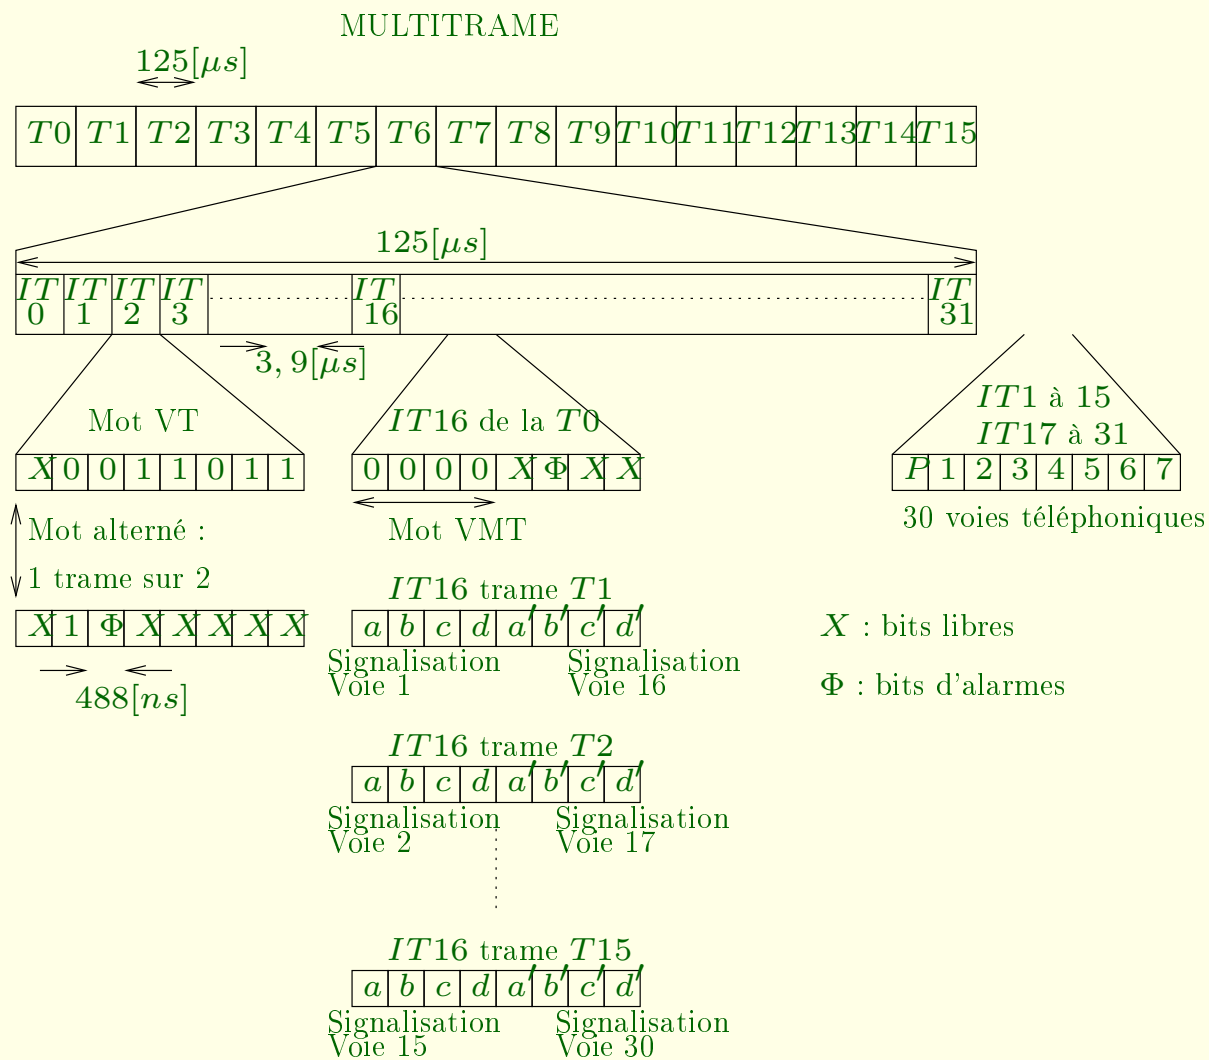 MULTITRAME
125[μs]
T0 T1 T2 T3 T4 T5 T6 T7 T8 T9 T10 T11 T12 T13 T14 T15
125[μs]
IT IT IT IT IT IT
0 1 2 3 16 31
3, 9[μs]
Mot VT
X 0 0 1 1 0 1 1
Mot alterné :
1 trame sur 2
X 1 Φ X X X X X
488[ns]
IT16 de la T0
0 0 0 0 X Φ X X
Mot VMT
IT16 trame T1
a b c d a' b' c' d'
Signalisation Signalisation
Voie 1 Voie 16
IT16 trame T2
a b c d a' b' c' d'
Signalisation Signalisation
Voie 2 Voie 17
IT16 trame T15
a b c d a' b' c' d'
Signalisation Signalisation
Voie 15 Voie 30
IT1 à 15
IT17 à 31
P 1 2 3 4 5 6 7
30 voies téléphoniques
X : bits libres
Φ : bits d'alarmes